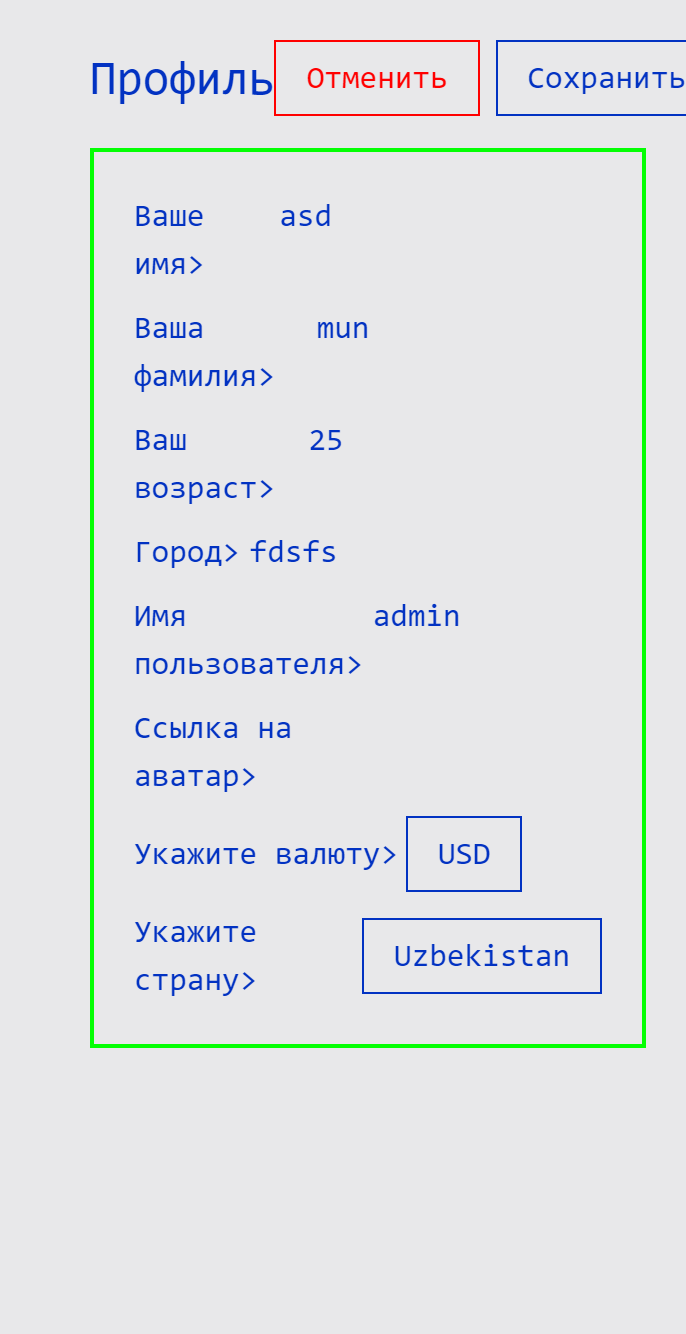 Профиль Отменить Сохранить
Ваше asd
имя>
Ваша mun
фамилия>
Ваш 25
возраст>
Город> fdsfs
Имя admin
пользователя>
Ссылка на
аватар>
Укажите валюту> USD
Укажите
страну> Uzbekistan